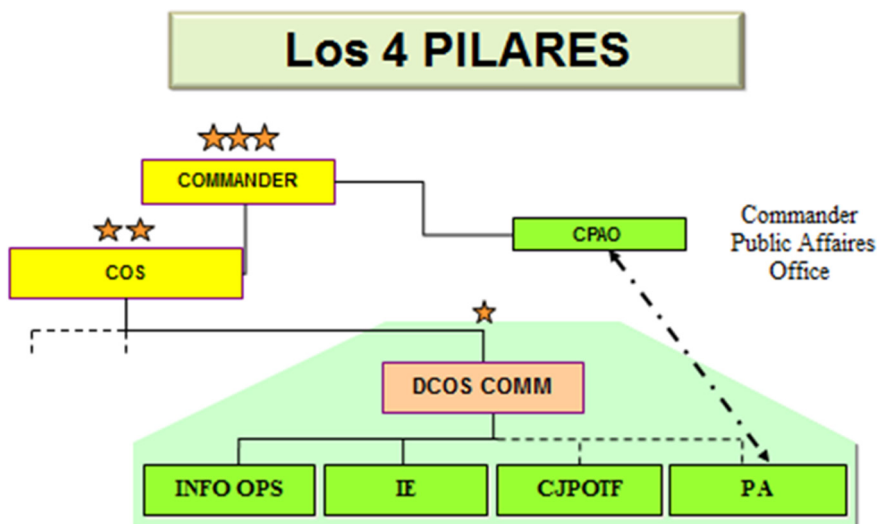 Los 4 PILARES
COMMANDER
CPAO
Commander
Public Affaires
Office
COS
DCOS COMM
INFO OPS
IE
CJPOTF
PA